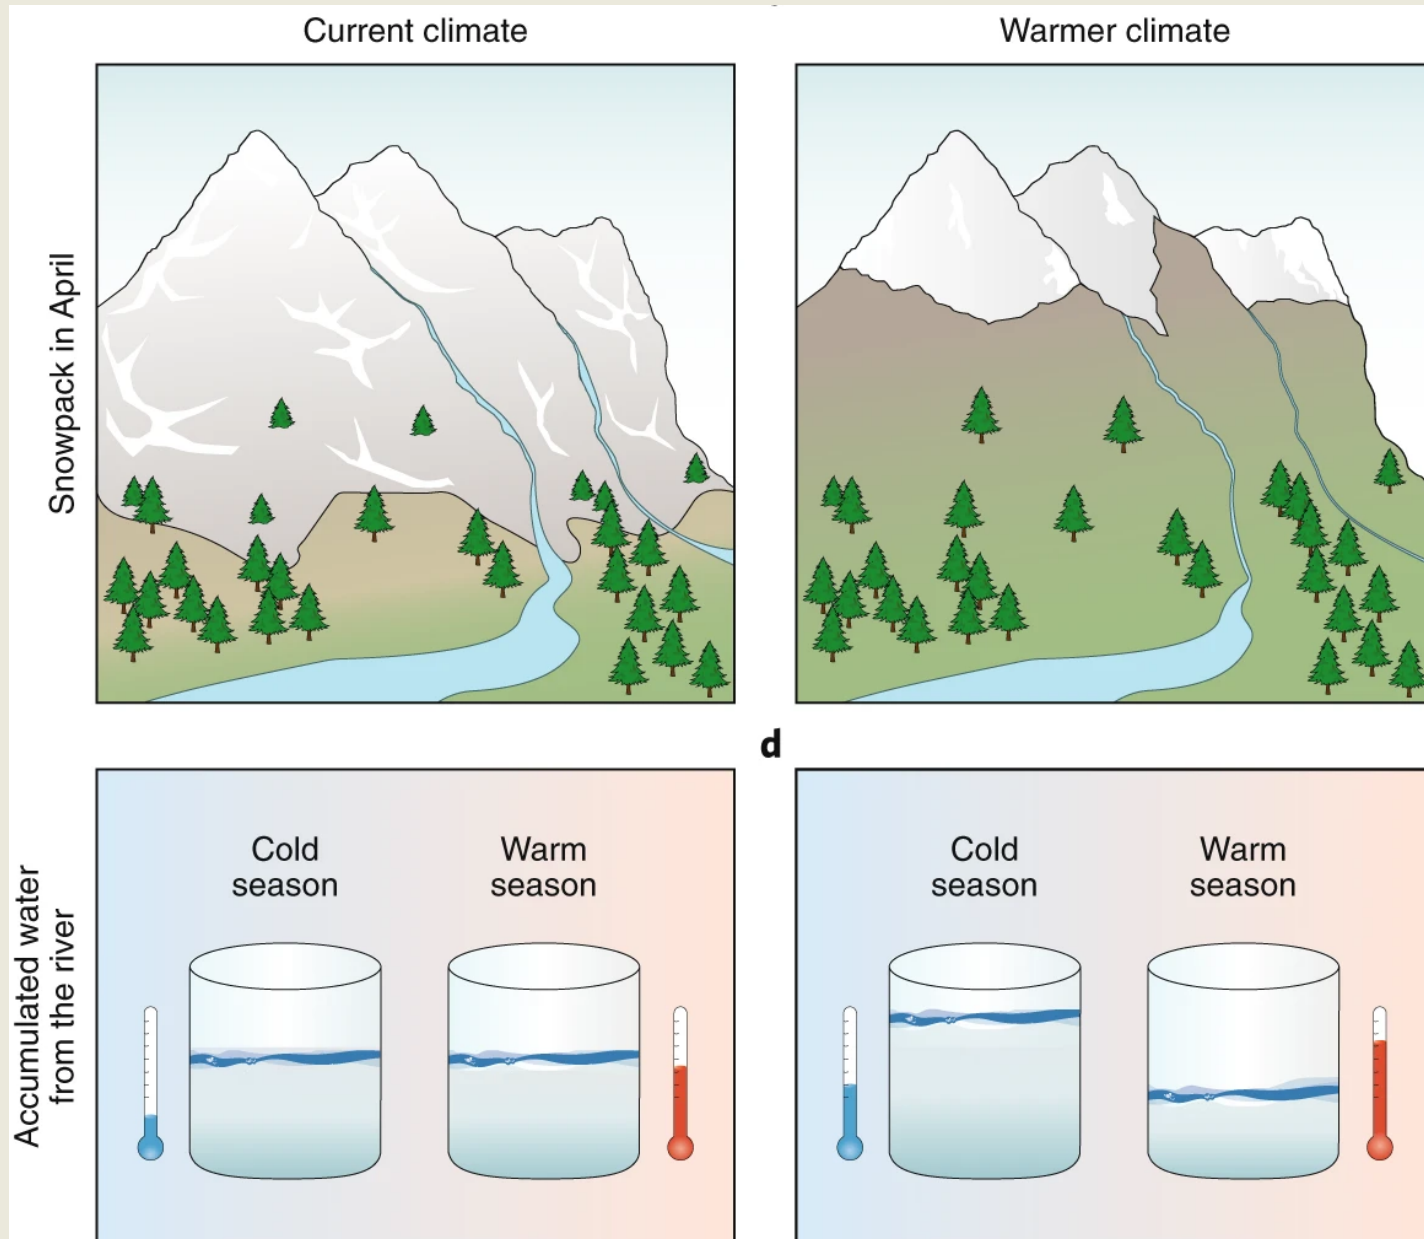 Current climate
Warmer climate
Snowpack in April
d
Accumulated water
from the river
Cold
season
Warm
season
Cold
season
Warm
season